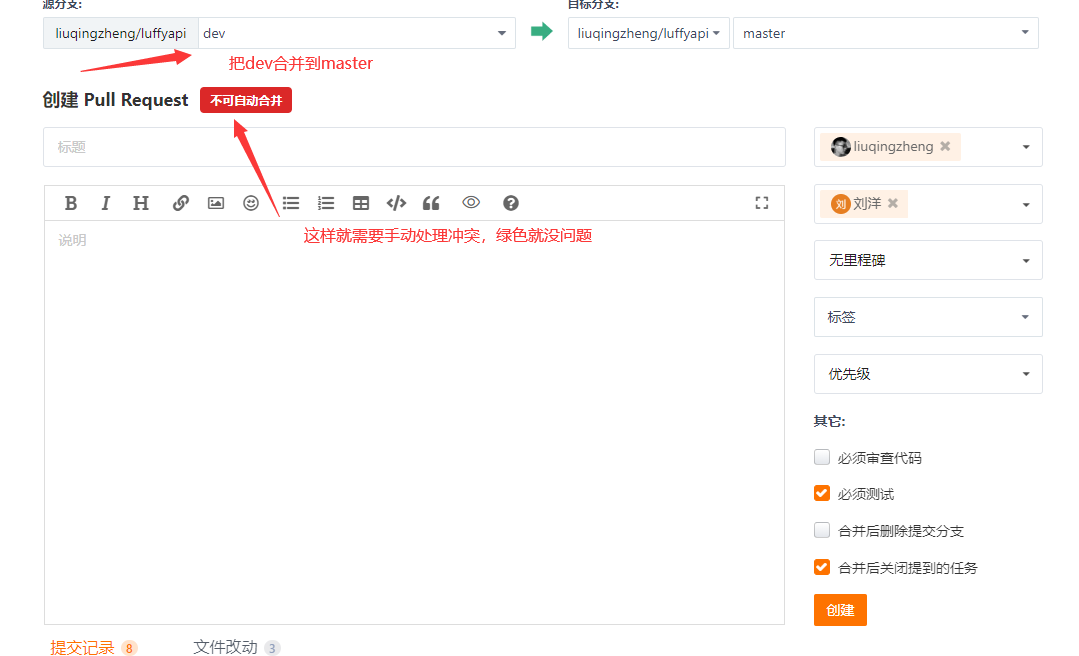 源分支:
目标分支:
liuqingzheng/luffyapi
dev
liuqingzheng/luffyapi
master
把dev合并到master
创建 Pull Request
不可自动合并
标题
liuqingzheng
刘 刘洋
这样就需要手动处理冲突，绿色就没问题
说明
无里程碑
标签
优先级
其它:
必须审查代码
必须测试
合并后删除提交分支
合并后关闭提到的任务
创建
提交记录 8
文件改动 3